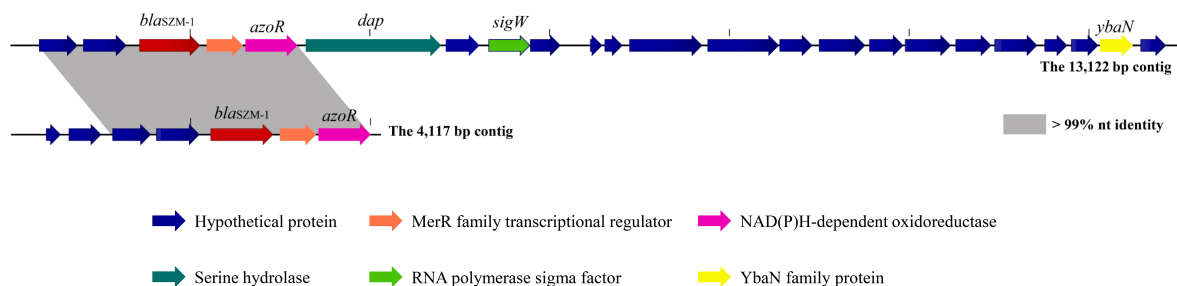 blaSZM-1 azoR dap sigW ybaN
The 13,122 bp contig
blaSZM-1 azoR
The 4,117 bp contig
> 99% nt identity
Hypothetical protein MerR family transcriptional regulator NAD(P)H-dependent oxidoreductase
Serine hydrolase RNA polymerase sigma factor YbaN family protein